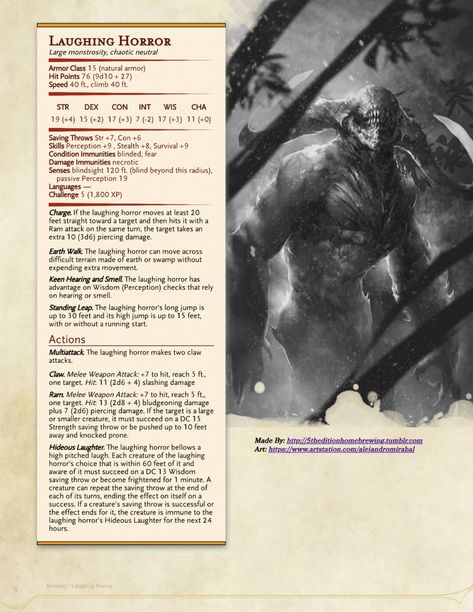 Laughing Horror
Large monstrosity, chaotic neutral
Armor Class 15 (natural armor)
Hit Points 76 (9d10 + 27)
Speed 40 ft., climb 40 ft.
STR DEX CON INT WIS CHA
19 (+4) 15 (+2) 17 (+3) 7 (-2) 17 (+3) 11 (+0)
Saving Throws Str +7, Con +6
Skills Perception +9 , Stealth +8, Survival +9
Condition Immunities blinded, fear
Damage Immunities necrotic
Senses blindsight 120 ft. (blind beyond this radius),
passive Perception 19
Languages —
Challenge 5 (1,800 XP)
Charge. If the laughing horror moves at least 20
feet straight toward a target and then hits it with a
Ram attack on the same turn, the target takes an
extra 10 (3d6) piercing damage.
Earth Walk. The laughing horror can move across
difficult terrain made of earth or swamp without
expending extra movement.
Keen Hearing and Smell. The laughing horror has
advantage on Wisdom (Perception) checks that rely
on hearing or smell.
Standing Leap. The laughing horror's long jump is
up to 30 feet and its high jump is up to 15 feet,
with or without a running start.
Actions
Multiattack. The laughing horror makes two claw
attacks.
Claw. Melee Weapon Attack: +7 to hit, reach 5 ft.,
one target. Hit: 11 (2d6 + 4) slashing damage
Ram. Melee Weapon Attack: +7 to hit, reach 5 ft.,
one target. Hit: 13 (2d8 + 4) bludgeoning damage
plus 7 (2d6) piercing damage. If the target is a large
or smaller creature, it must succeed on a DC 15
Strength saving throw or be pushed up to 10 feet
away and knocked prone.
Hideous Laughter. The laughing horror bellows a
high pitched laugh. Each creature of the laughing
horror's choice that is within 60 feet of it and
aware of it must succeed on a DC 13 Wisdom
saving throw or become frightened for 1 minute. A
creature can repeat the saving throw at the end of
each of its turns, ending the effect on itself on a
success. If a creature's saving throw is successful or
the effect ends for it, the creature is immune to the
laughing horror's Hideous Laughter for the next 24
hours.
Made By: http://5theditionhomebrewing.tumblr.com
Art: https://www.artstation.com/alejandromirabal
Bestiary | Laughing Horror